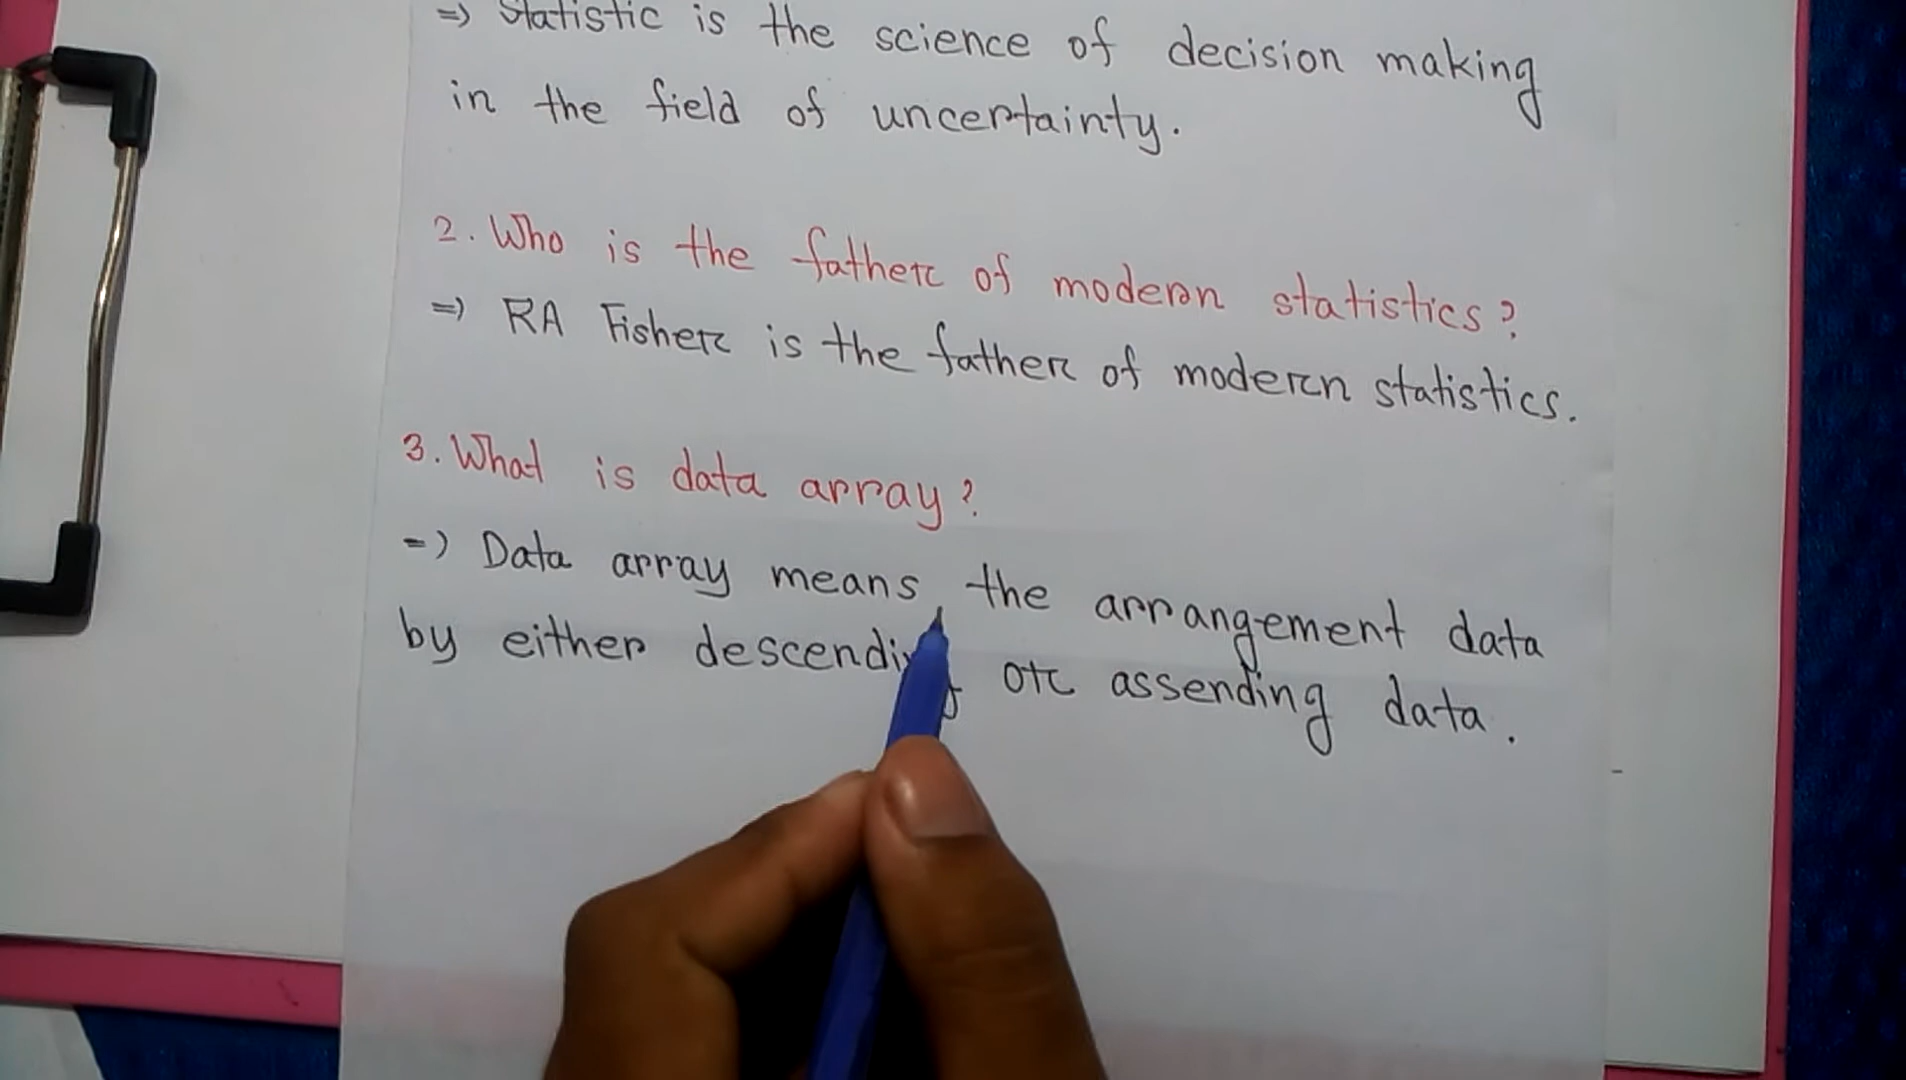 => Statistic is the science of decision making
in the field of uncertainty.
2. Who is the father of modern statistics?
=> RA Fisher is the father of modern statistics.
3. What is data array?
=> Data array means, the arrangement data
by either descending or assending data.